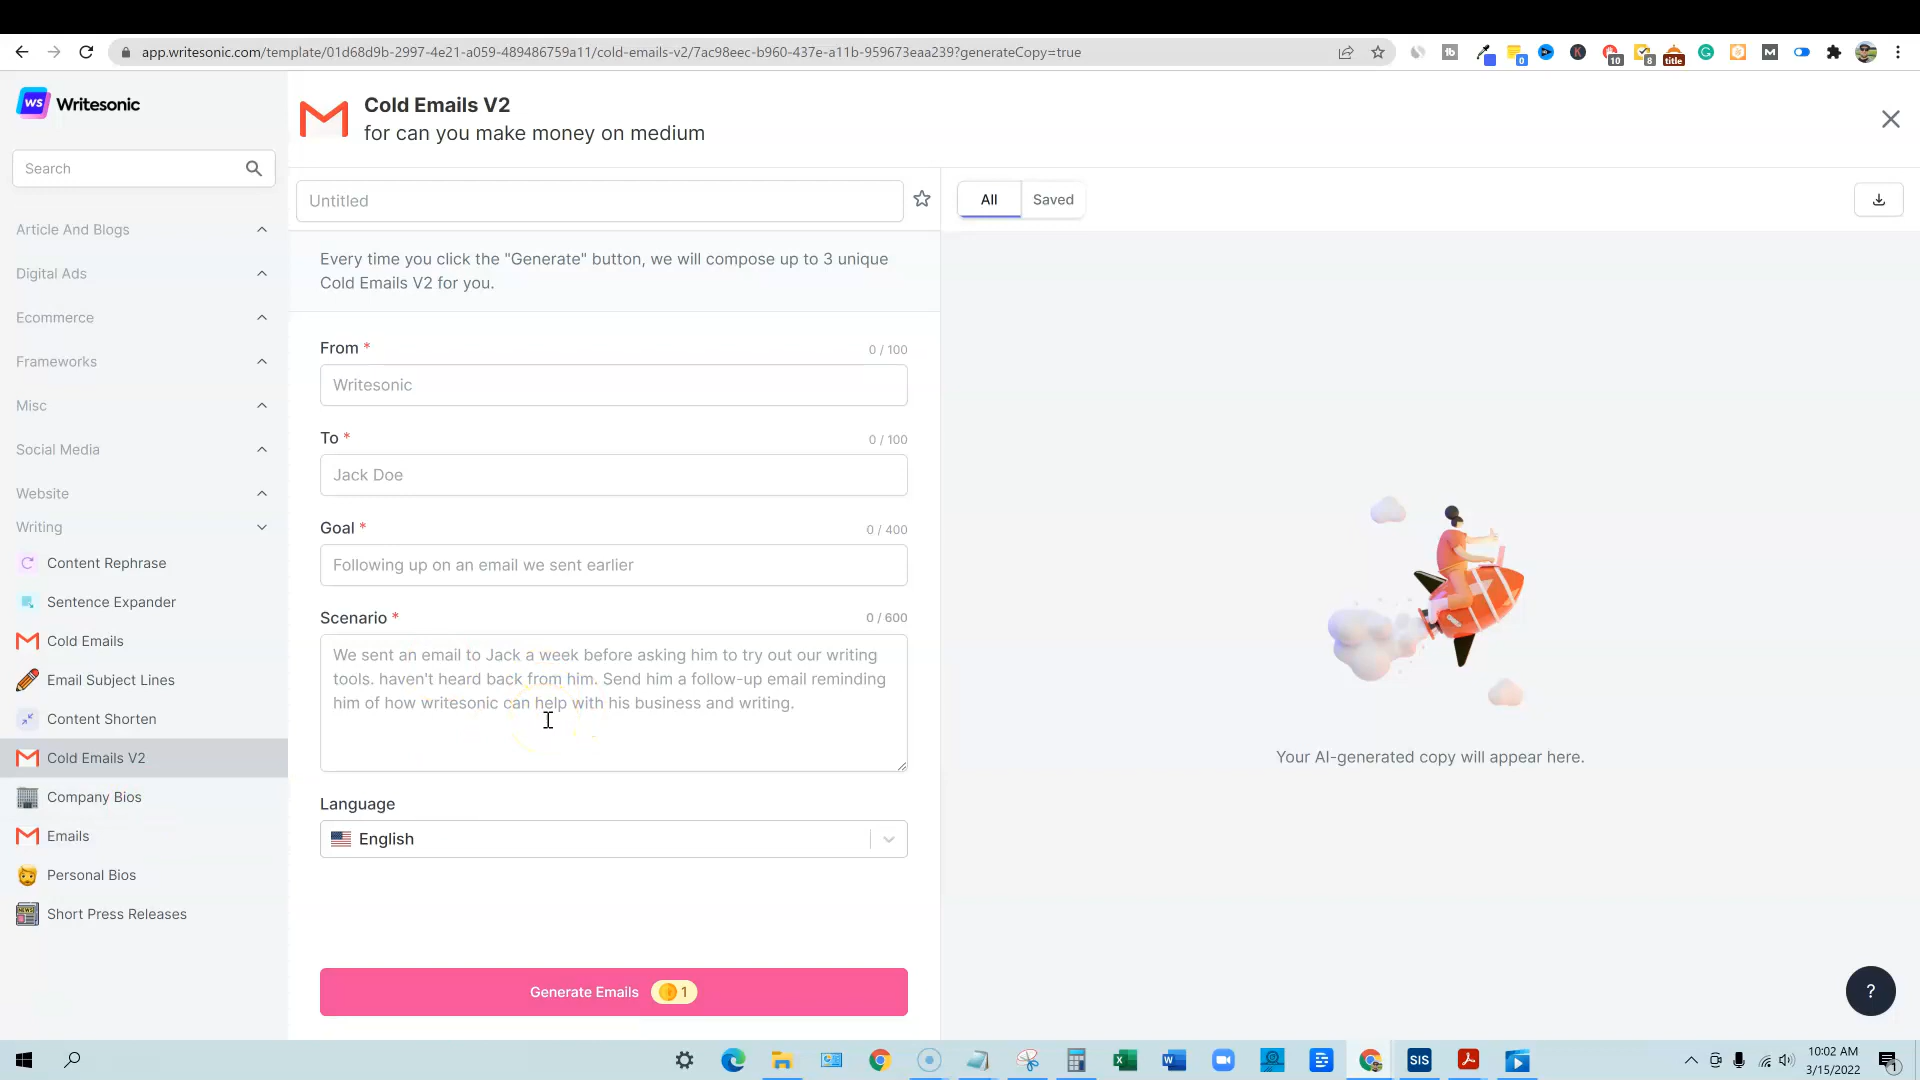 app.writesonic.com/template/01d68d9b-2997-4e21-a059-489486759a11/cold-emails-v2/7ac98eec-b960-437e-a11b-959673eaa239?generateCopy=true
tb
0
K
10
8
title
G
M
WS Writesonic
Search
Article And Blogs
Digital Ads
Ecommerce
Frameworks
Misc
Social Media
Website
Writing
Content Rephrase
Sentence Expander
Cold Emails
Email Subject Lines
Content Shorten
Cold Emails V2
Company Bios
Emails
Personal Bios
Short Press Releases
Cold Emails V2
for can you make money on medium
Untitled
Every time you click the "Generate" button, we will compose up to 3 unique
Cold Emails V2 for you.
From * 0 / 100
Writesonic
To * 0 / 100
Jack Doe
Goal * 0 / 400
Following up on an email we sent earlier
Scenario * 0 / 600
We sent an email to Jack a week before asking him to try out our writing
tools. haven't heard back from him. Send him a follow-up email reminding
him of how writesonic can help with his business and writing.
Language
English
Generate Emails 1
All Saved
Your AI-generated copy will appear here.
?
SIS
10:02 AM
3/15/2022
1